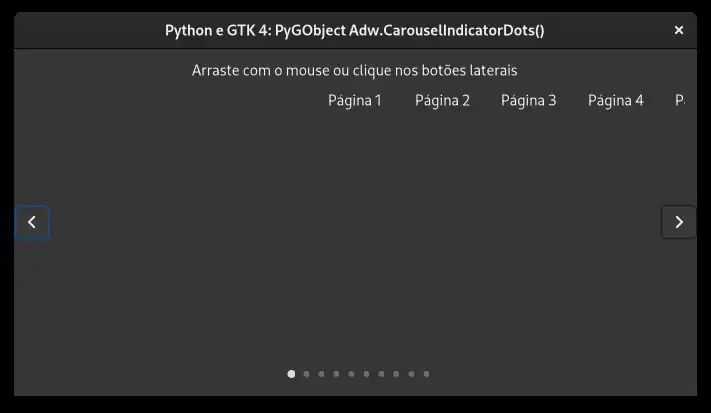 Python e GTK 4: PyGObject Adw.CarouselIndicatorDots()
Arraste com o mouse ou clique nos botões laterais
Página 1 Página 2 Página 3 Página 4